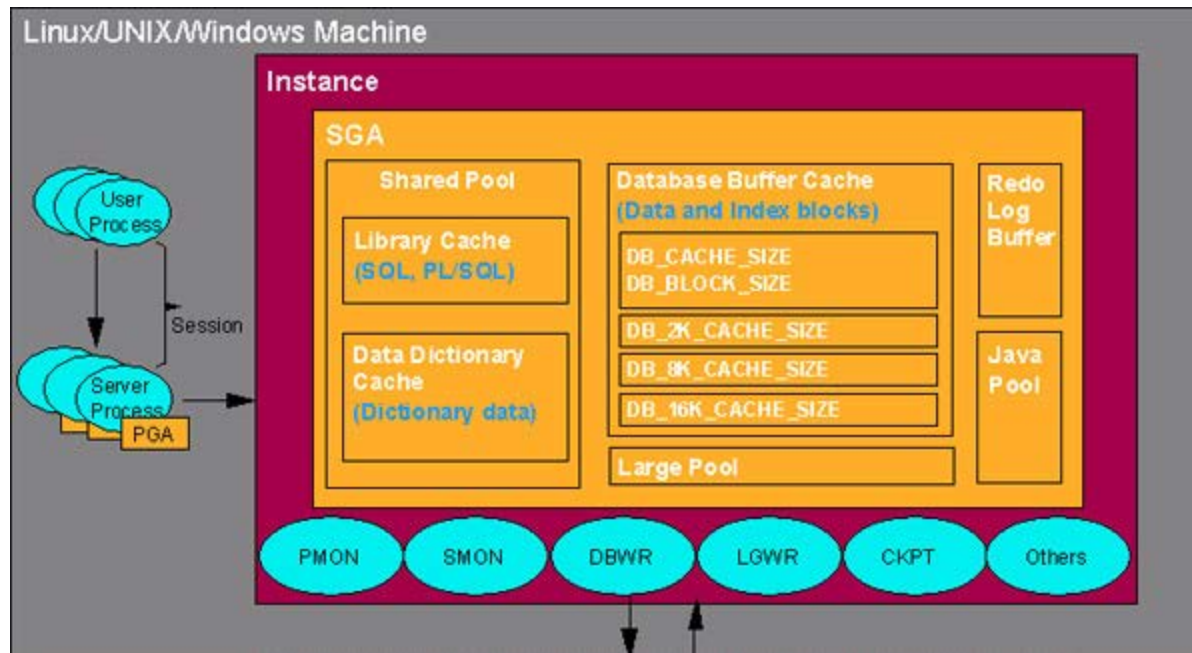 Linux/UNIX/Windows Machine
Instance
SGA
Shared Pool
Library Cache
(SQL, PL/SQL)
Data Dictionary
Cache
(Dictionary data)
Database Buffer Cache
(Data and Index blocks)
DB_CACHE_SIZE
DB_BLOCK_SIZE
DB_2K_CACHE_SIZE
DB_8K_CACHE_SIZE
DB_16K_CACHE_SIZE
Large Pool
Redo
Log
Buffer
Java
Pool
User
Process
Session
Server
Process
PGA
PMON
SMON
DBWR
LGWR
CKPT
Others